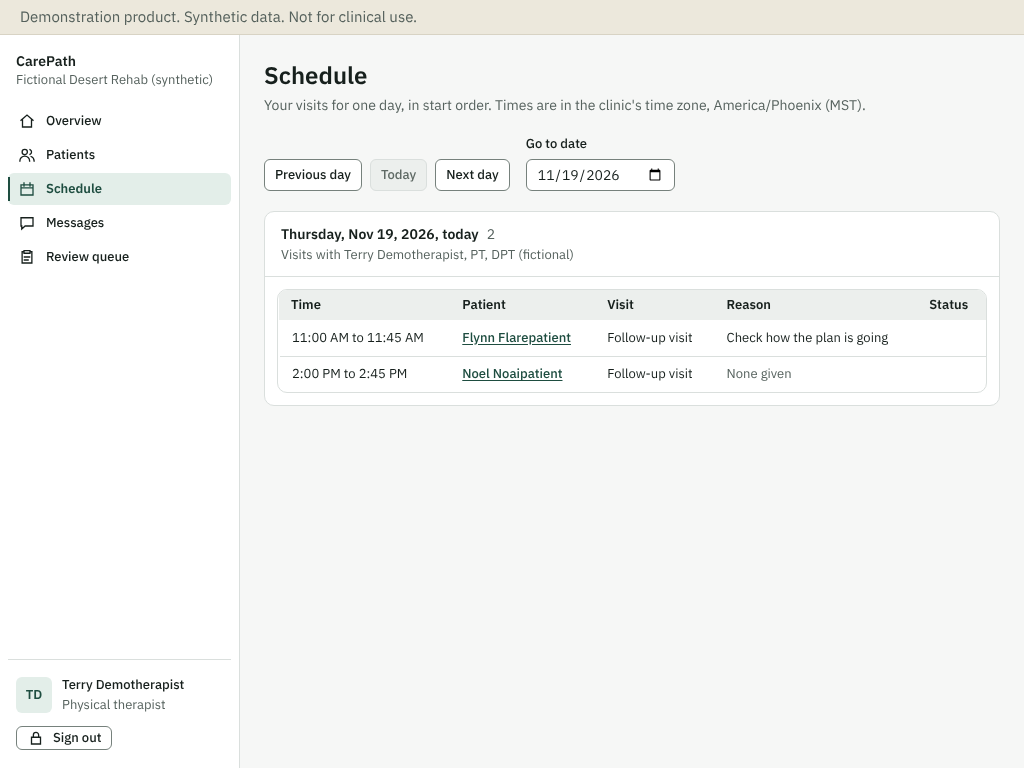 Demonstration product. Synthetic data. Not for clinical use.
CarePath
Fictional Desert Rehab (synthetic)
Overview
Patients
Schedule
Messages
Review queue
Terry Demotherapist
TD
Physical therapist
Sign out
Schedule
Your visits for one day, in start order. Times are in the clinic's time zone, America/Phoenix (MST).
Go to date
Previous day Today Next day 11/19/2026
Thursday, Nov 19, 2026, today 2
Visits with Terry Demotherapist, PT, DPT (fictional)
Time Patient Visit Reason Status
11:00 AM to 11:45 AM Flynn Flarepatient Follow-up visit Check how the plan is going
2:00 PM to 2:45 PM Noel Noaipatient Follow-up visit None given